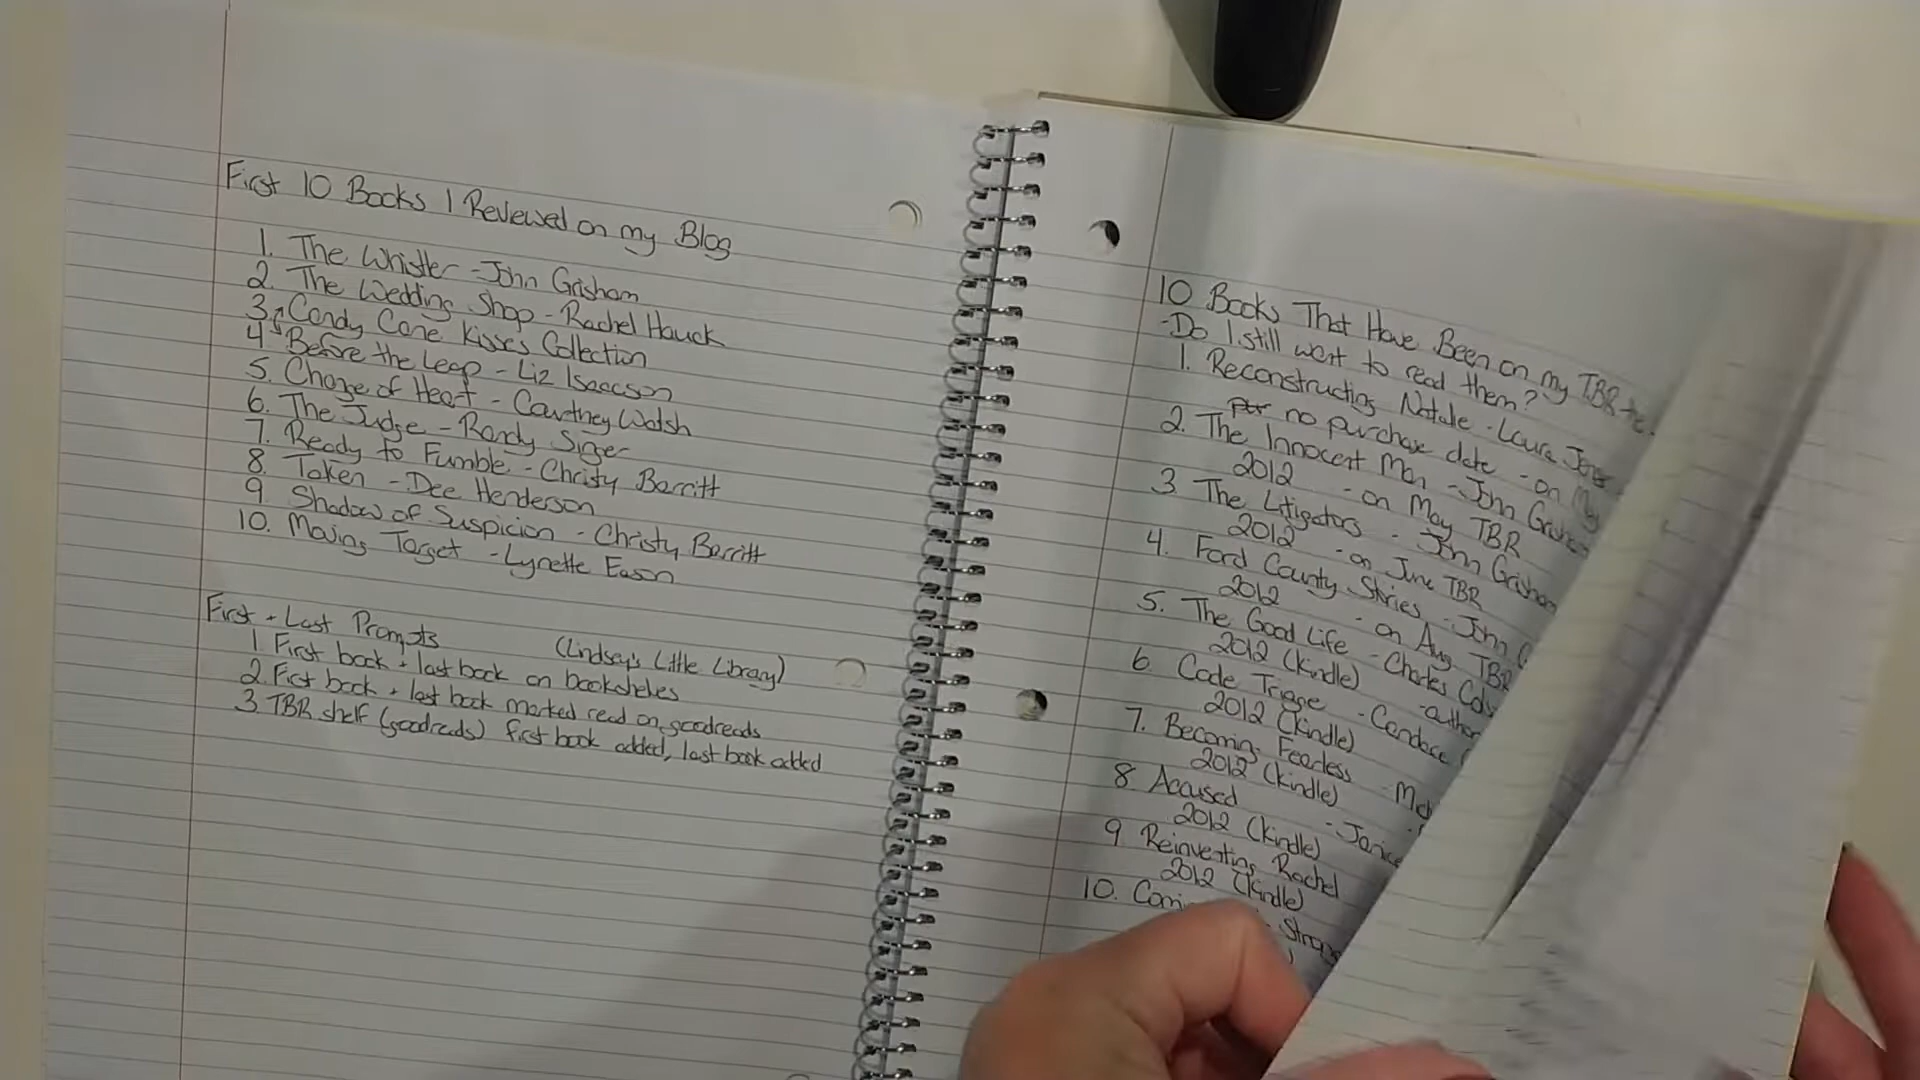 First 10 Books I Reviewed on my Blog
1. The Whistler - John Grisham
2. The Wedding Shop - Rachel Hauck
3. Candy Cane Kisses Collection
4. Before the Leap - Liz Isaacson
5. Change of Heart - Courtney Walsh
6. The Judge - Randy Singer
7. Ready to Fumble - Christy Barritt
8. Taken - Dee Henderson
9. Shadow of Suspicion - Christy Barritt
10. Moving Target - Lynette Eason
First + Last Prompts (Lindsey's Little Library)
1 First book + last book on bookshelves
2. First book + last book marked read on goodreads
3. TBR shelf (goodreads) first book added, last book added
10 Books That Have Been on my TBR
- Do I still want to read them?
1. Reconstructing Natalie - Laura
no purchase date - on My
2. The Innocent Man - John Grisham
2012 - on May TBR
3 The Litigators - John Grisham
2012 - on June TBR
4. Ford County Stories - John
2012 - on Aug. TBR
5. The Good Life - Charles
2012 (kindle) - author
6 Code Trigge - Candace
2012 (kindle)
7. Becoming Fearless
2012 (kindle)
8 Accused - Janice
2012 (kindle)
9 Reinventing Rachel
2012 (kindle)
10.